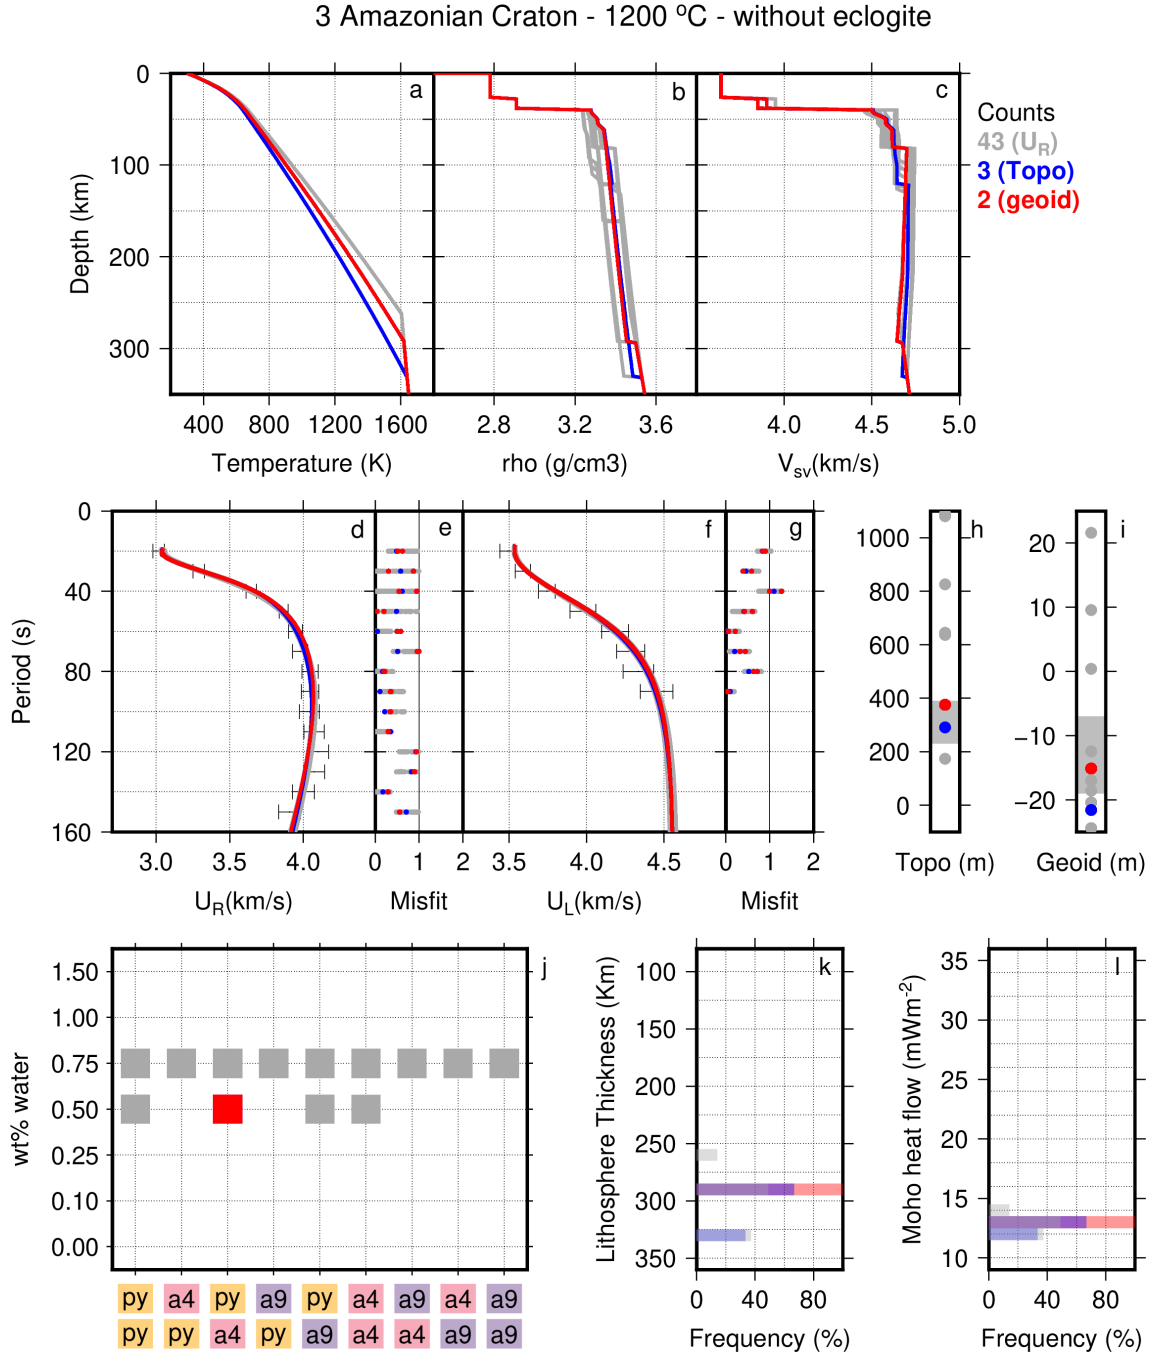 3 Amazonian Craton - 1200 ºC - without eclogite
a
b
c
0
100
200
300
Depth (km)
400 800 1200 1600
2.8 3.2 3.6
4.0 4.5 5.0
Temperature (K)
rho (g/cm3)
Vsv(km/s)
Counts
43 (UR)
3 (Topo)
2 (geoid)
d
e
f
g
h
i
0
40
80
120
160
Period (s)
3.0 3.5 4.0
0 1 2
3.5 4.0 4.5
0 1 2
UR(km/s)
Misfit
UL(km/s)
Misfit
1000
800
600
400
200
0
Topo (m)
20
10
0
−10
−20
Geoid (m)
j
1.50
1.00
0.75
0.50
0.25
0.10
0.00
wt% water
py a4 py a9 py a4 a9 a4 a9
py py a4 py a9 a4 a4 a9 a9
k
100
150
200
250
300
350
Lithosphere Thickness (Km)
0 40 80
Frequency (%)
l
35
30
25
20
15
10
Moho heat flow (mWm-2)
0 40 80
Frequency (%)